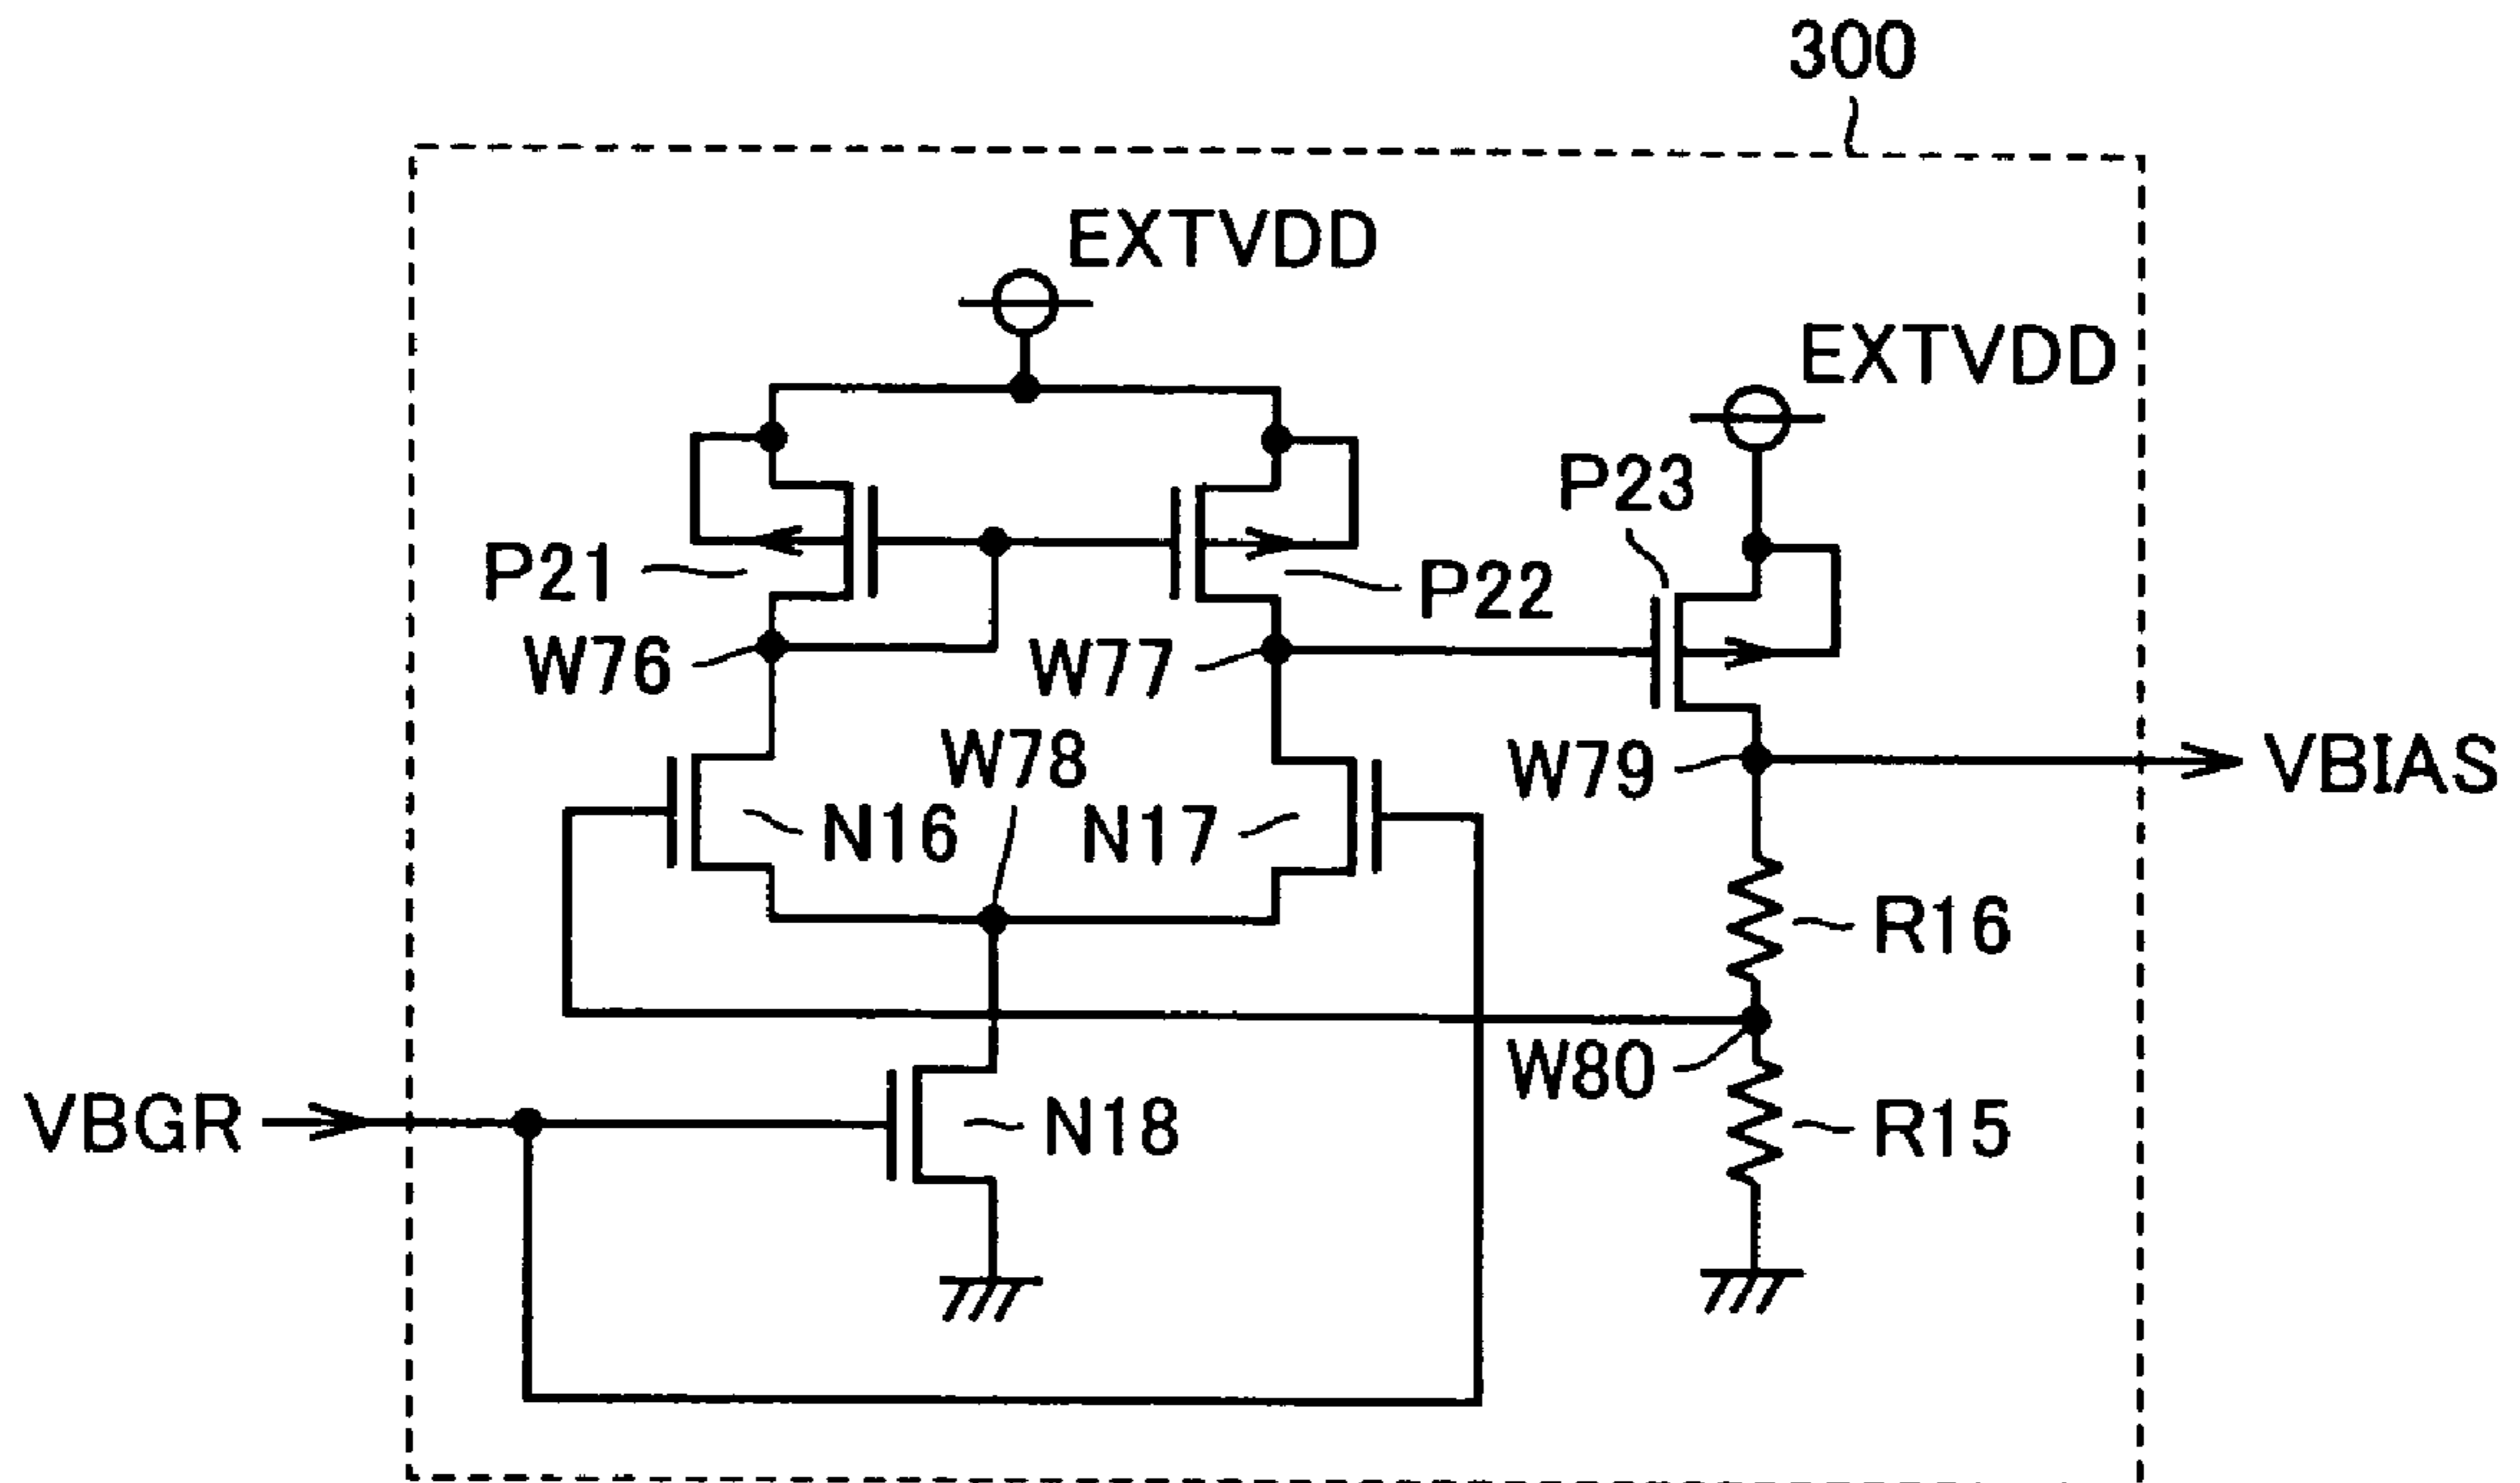 300
EXTVDD
EXTVDD
P23
P21
P22
W76
W77
W78
W79
VBIAS
N16
N17
R16
W80
VBGR
N18
R15